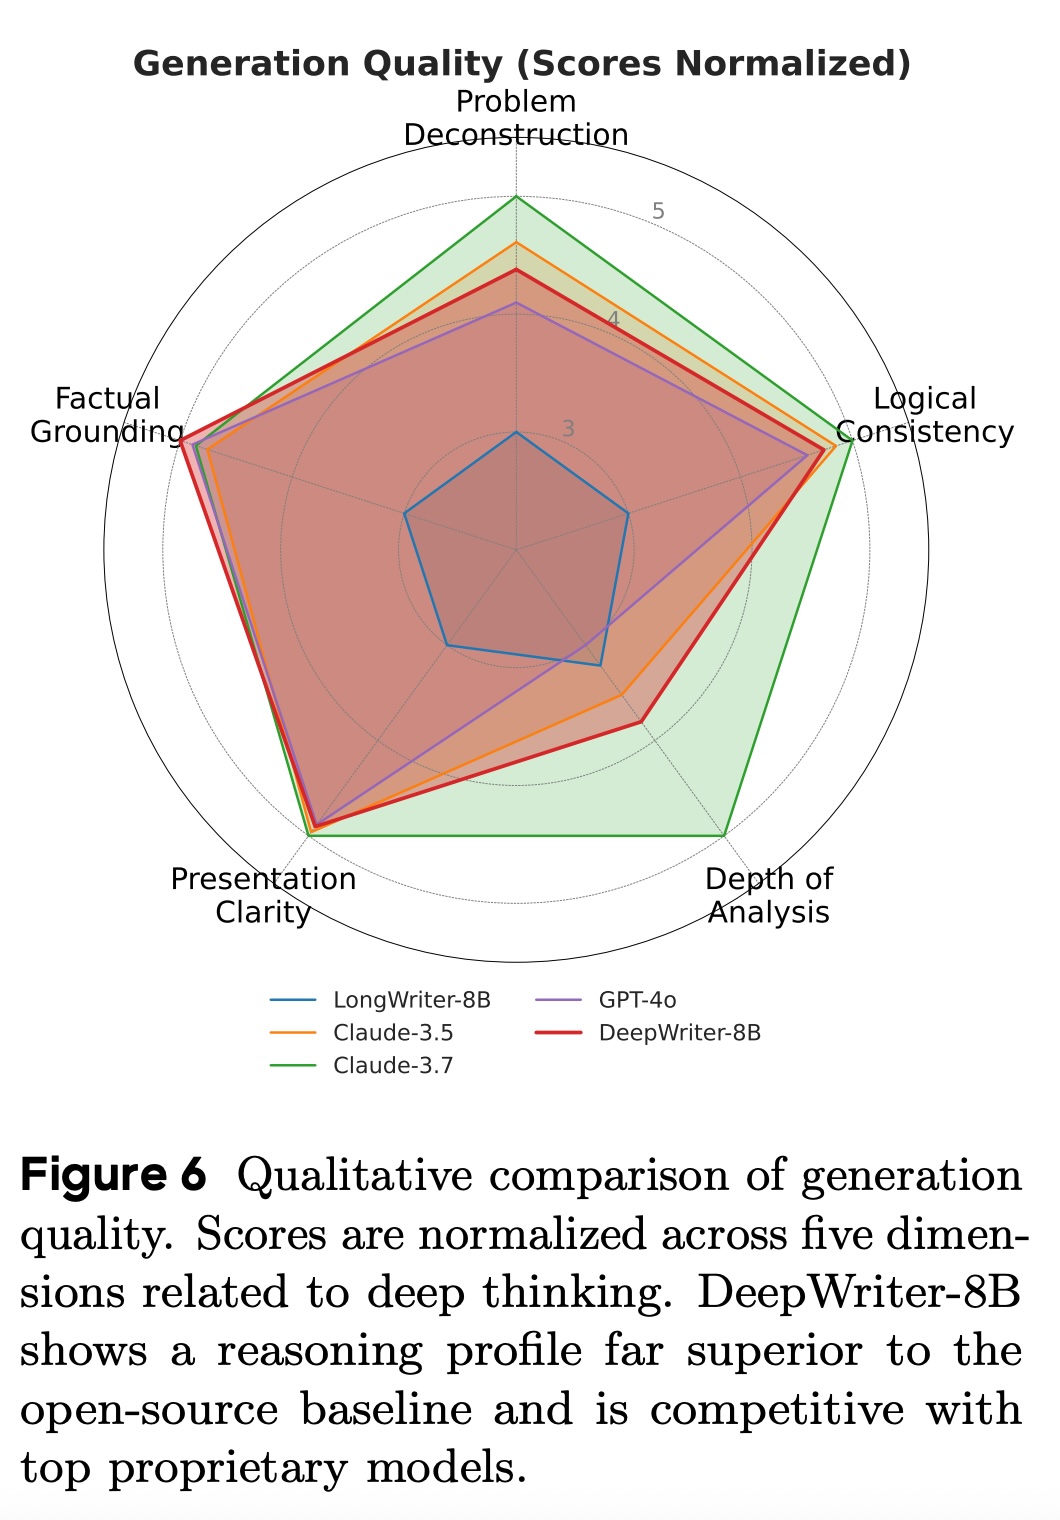 Generation Quality (Scores Normalized)
Problem
Deconstruction
5
4
3
Factual
Grounding
Logical
Consistency
Presentation
Clarity
Depth of
Analysis
LongWriter-8B
Claude-3.5
Claude-3.7
GPT-4o
DeepWriter-8B
Figure 6 Qualitative comparison of generation
quality. Scores are normalized across five dimen-
sions related to deep thinking. DeepWriter-8B
shows a reasoning profile far superior to the
open-source baseline and is competitive with
top proprietary models.